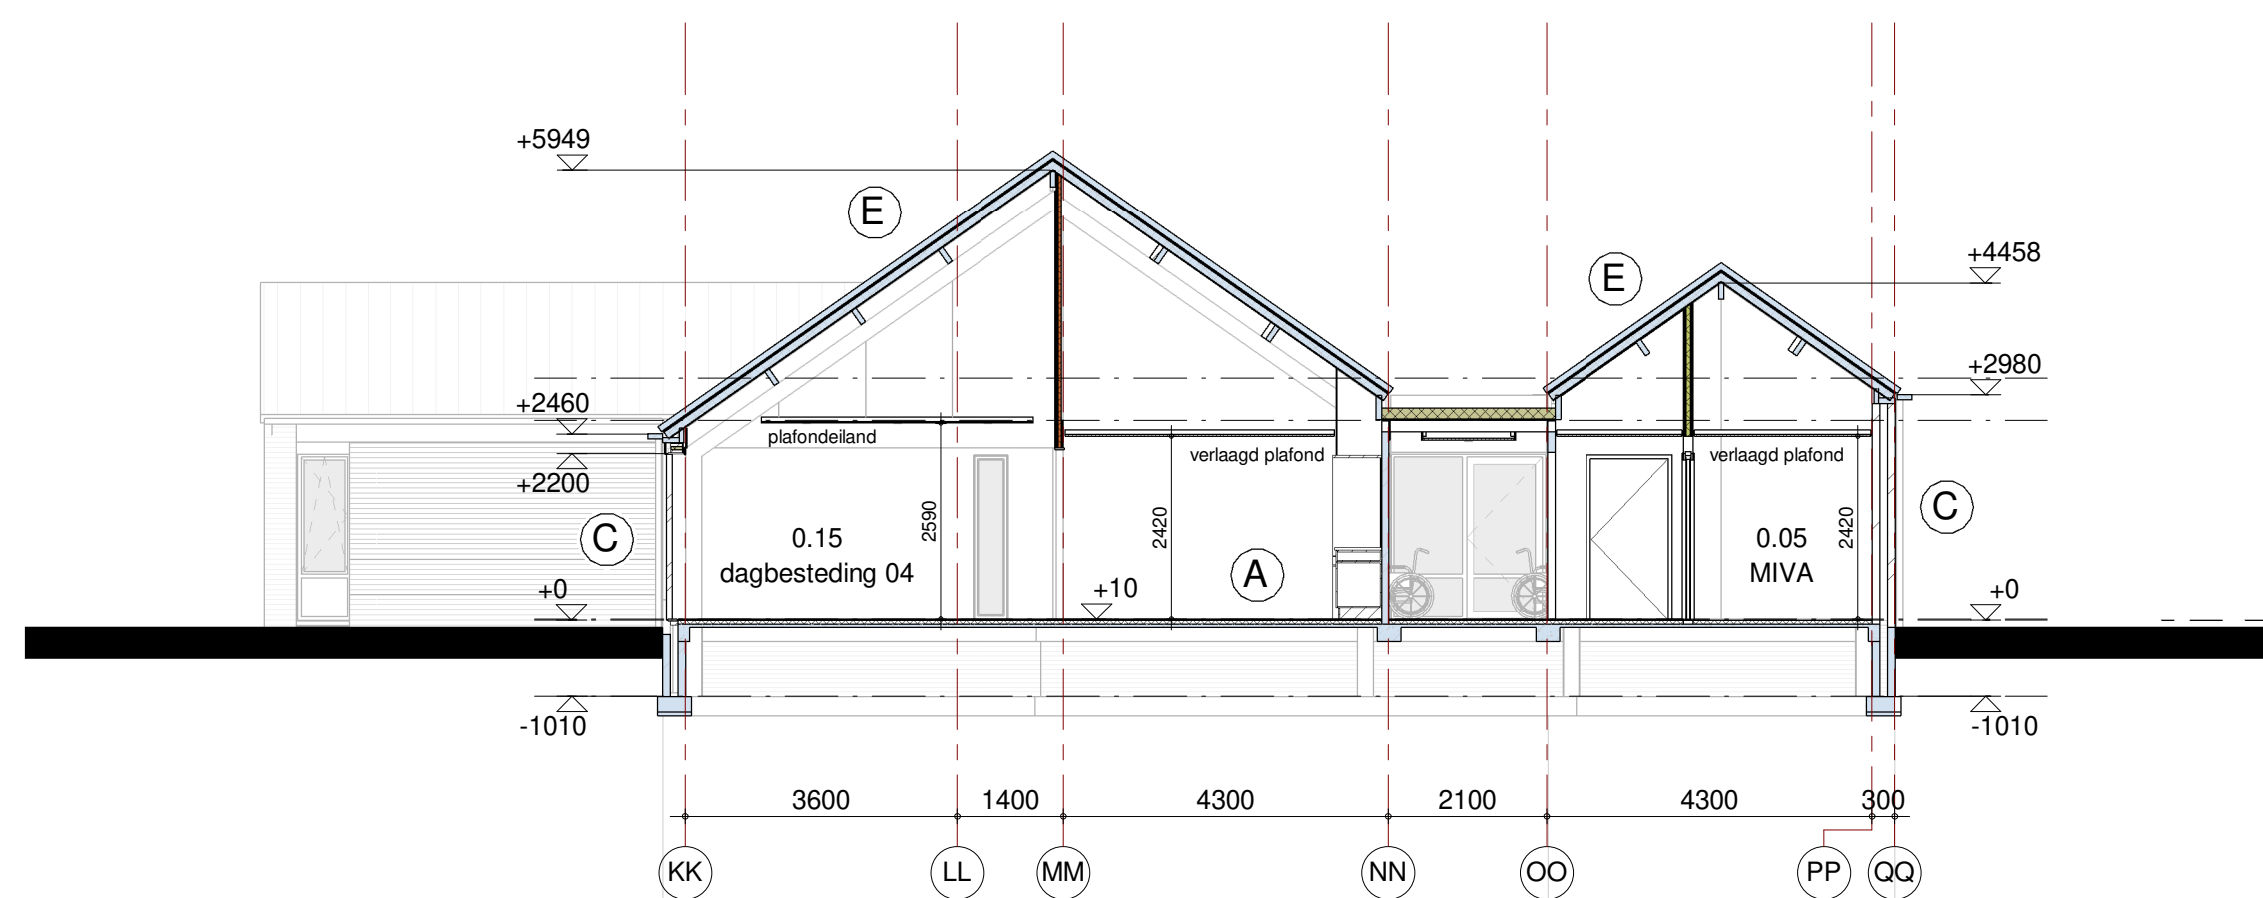 +5949
E
+4458
E
+2980
+2460
plafondeiland
verlaagd plafond
verlaagd plafond
+2200
C
2590
2420
2420
C
0.15
dagbesteding 04
0.05
MIVA
A
+0
+10
+0
-1010
-1010
3600
1400
4300
2100
4300
300
KK
LL
MM
NN
OO
PP
QQ